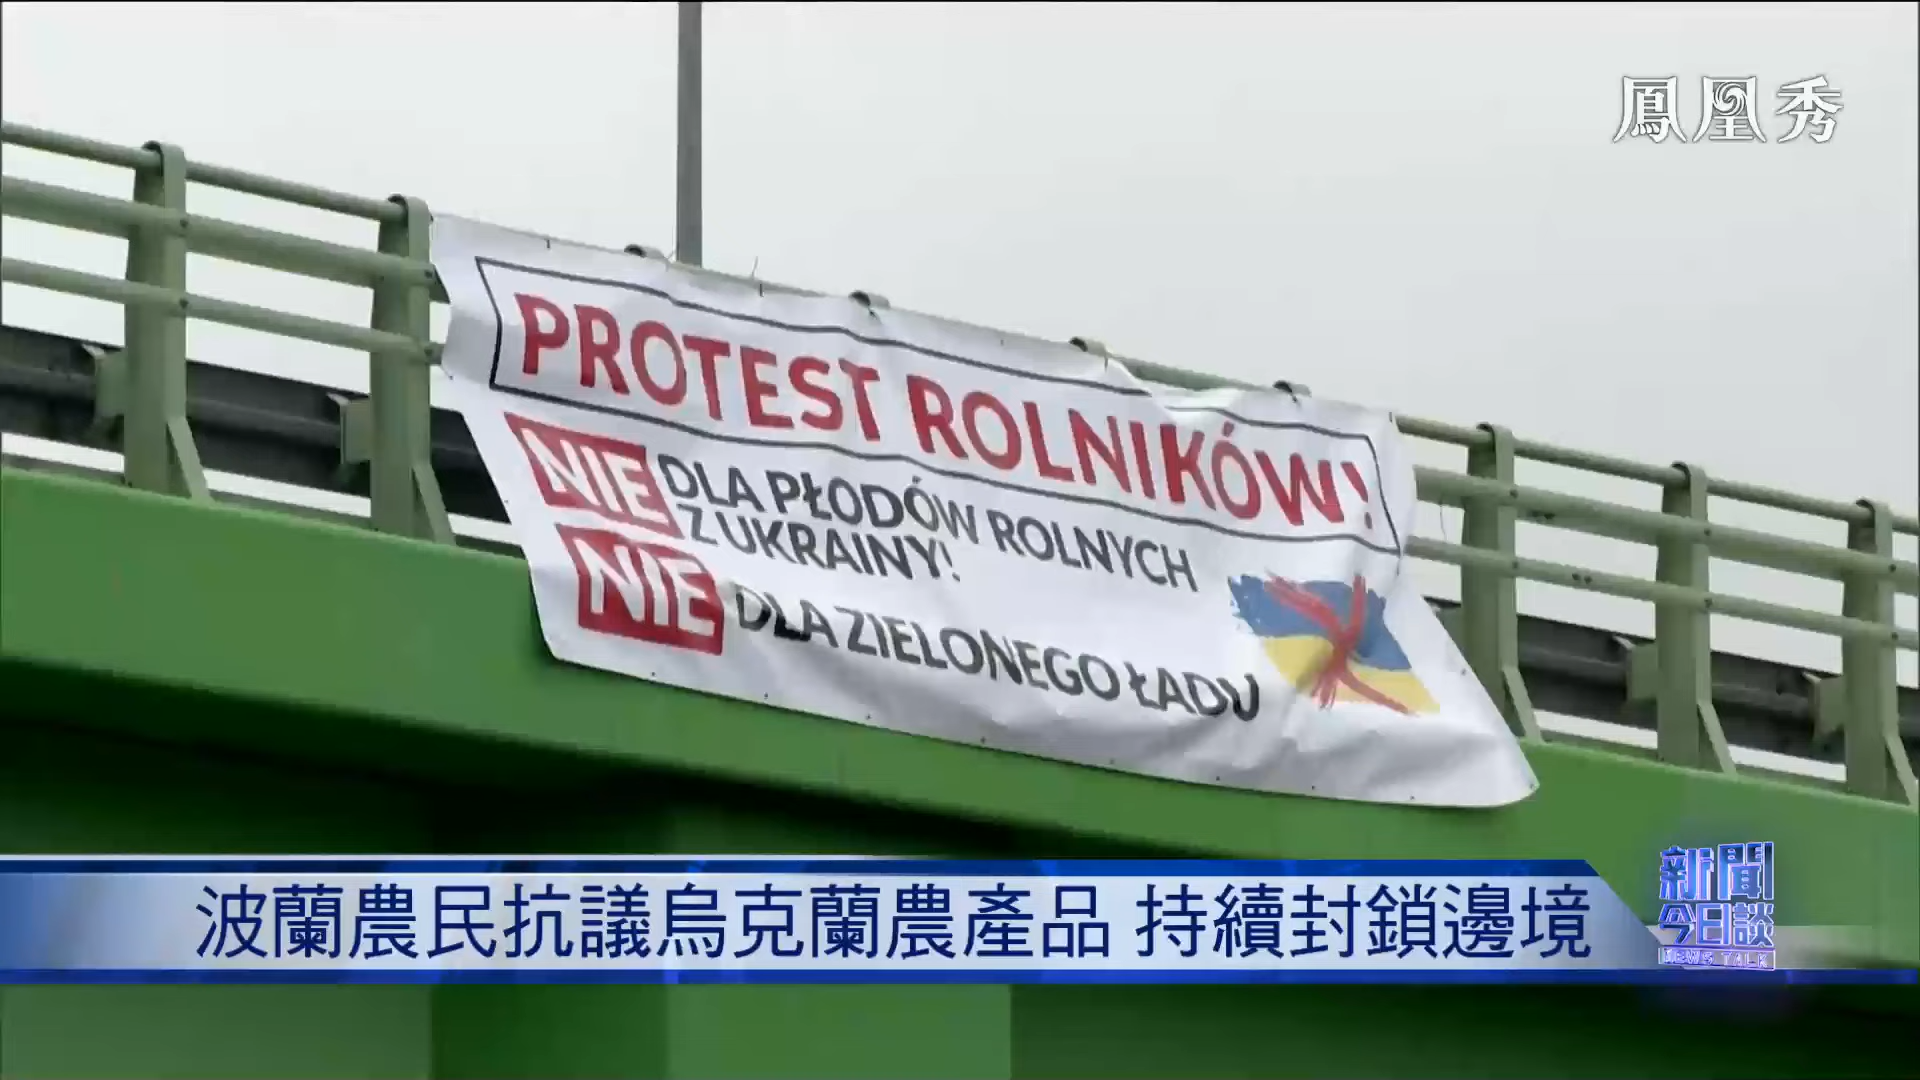 鳳凰秀
PROTEST ROLNIKÓW!
NIE DLA PŁODÓW ROLNYCH
Z UKRAINY!
NIE DLA ZIELONEGO ŁADU
波蘭農民抗議烏克蘭農產品 持續封鎖邊境
新聞
今日談
NEWS TALK